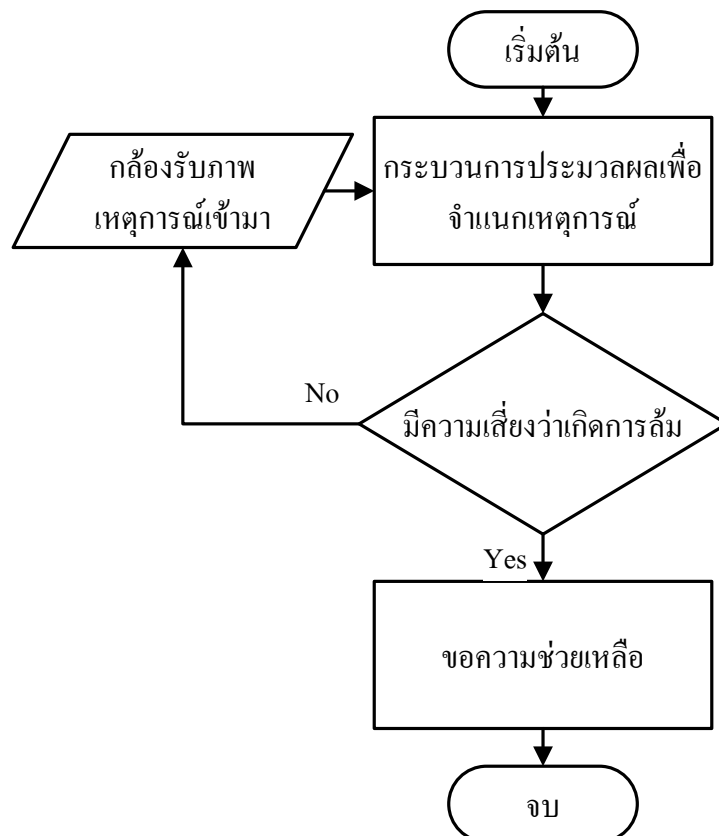 เริ่มต้น
กล้องรับภาพ
เหตุการณ์เข้ามา
กระบวนการประมวลผลเพื่อ
จำแนกเหตุการณ์
No
มีความเสี่ยงว่าเกิดการล้ม
Yes
ขอความช่วยเหลือ
จบ